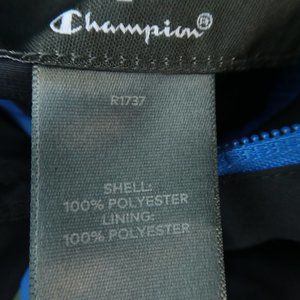 Champion®
R1737
SHELL:
100% POLYESTER
LINING:
100% POLYESTER